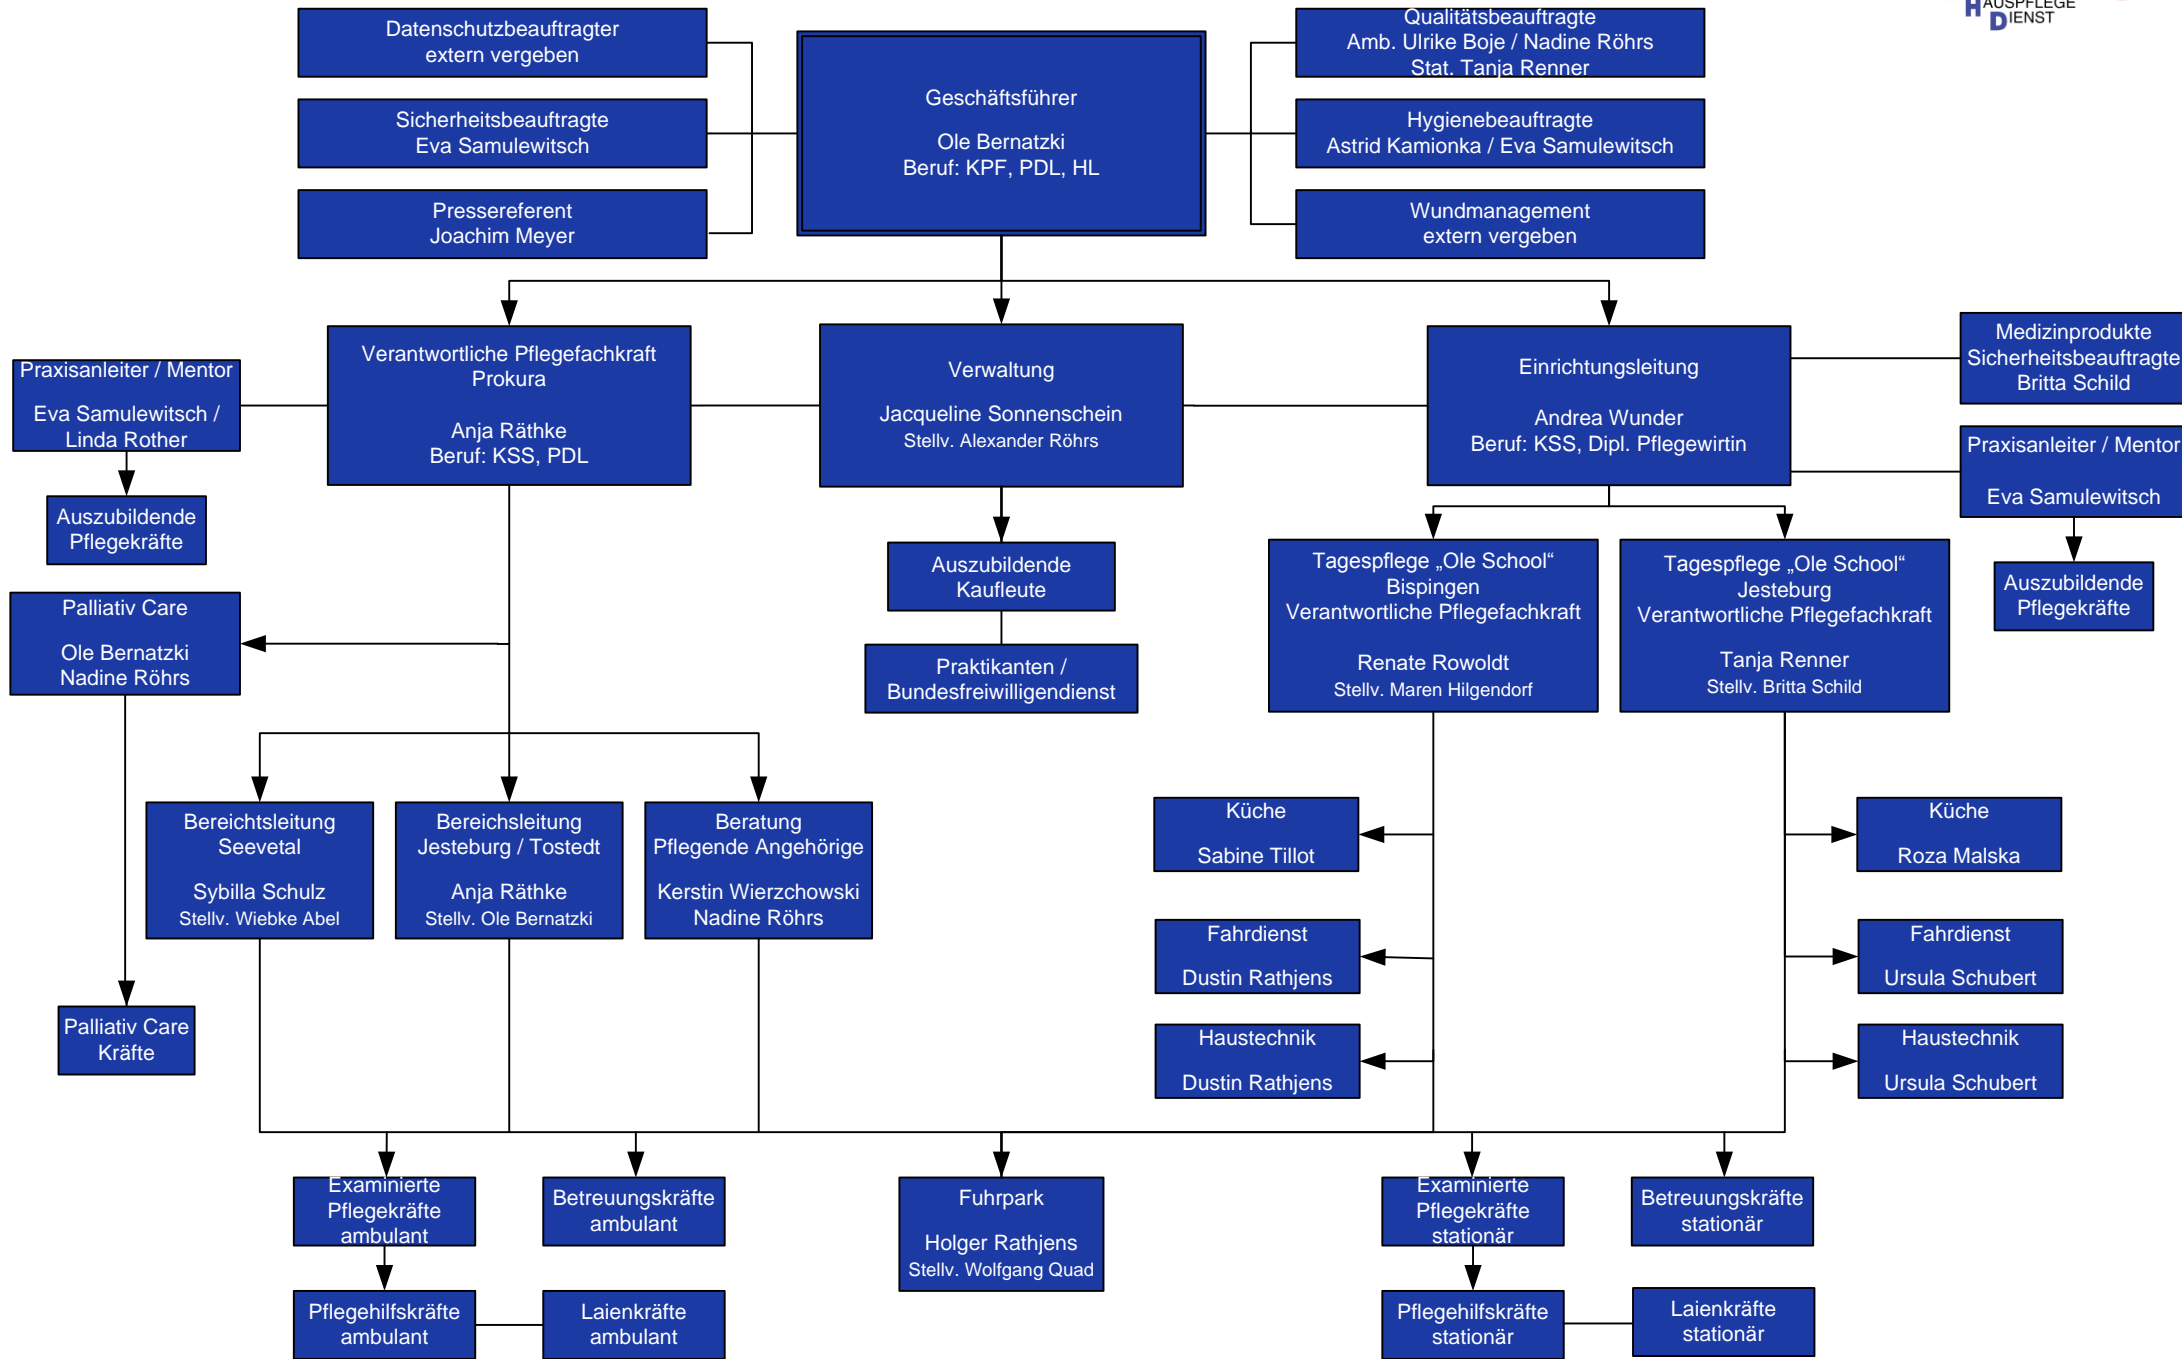 HAUSPFLEGE
DIENST
Datenschutzbeauftragter
extern vergeben
Sicherheitsbeauftragte
Eva Samulewitsch
Pressereferent
Joachim Meyer
Geschäftsführer
Ole Bernatzki
Beruf: KPF, PDL, HL
Qualitätsbeauftragte
Amb. Ulrike Boje / Nadine Röhrs
Stat. Tanja Renner
Hygienebeauftragte
Astrid Kamionka / Eva Samulewitsch
Wundmanagement
extern vergeben
Praxisanleiter / Mentor
Eva Samulewitsch /
Linda Rother
Auszubildende
Pflegekräfte
Verantwortliche Pflegefachkraft
Prokura
Anja Räthke
Beruf: KSS, PDL
Verwaltung
Jacqueline Sonnenschein
Stellv. Alexander Röhrs
Einrichtungsleitung
Andrea Wunder
Beruf: KSS, Dipl. Pflegewirtin
Medizinprodukte
Sicherheitsbeauftragte
Britta Schild
Praxisanleiter / Mentor
Eva Samulewitsch
Auszubildende
Pflegekräfte
Palliativ Care
Ole Bernatzki
Nadine Röhrs
Auszubildende
Kaufleute
Praktikanten /
Bundesfreiwilligendienst
Tagespflege „Ole School“
Bispingen
Verantwortliche Pflegefachkraft
Renate Rowoldt
Stellv. Maren Hilgendorf
Tagespflege „Ole School“
Jesteburg
Verantwortliche Pflegefachkraft
Tanja Renner
Stellv. Britta Schild
Bereichtsleitung
Seevetal
Sybilla Schulz
Stellv. Wiebke Abel
Bereichsleitung
Jesteburg / Tostedt
Anja Räthke
Stellv. Ole Bernatzki
Beratung
Pflegende Angehörige
Kerstin Wierzchowski
Nadine Röhrs
Küche
Sabine Tillot
Fahrdienst
Dustin Rathjens
Haustechnik
Dustin Rathjens
Küche
Roza Malska
Fahrdienst
Ursula Schubert
Haustechnik
Ursula Schubert
Palliativ Care
Kräfte
Examinierte
Pflegekräfte
ambulant
Betreuungskräfte
ambulant
Fuhrpark
Holger Rathjens
Stellv. Wolfgang Quad
Examinierte
Pflegekräfte
stationär
Betreuungskräfte
stationär
Pflegehilfskräfte
ambulant
Laienkräfte
ambulant
Pflegehilfskräfte
stationär
Laienkräfte
stationär